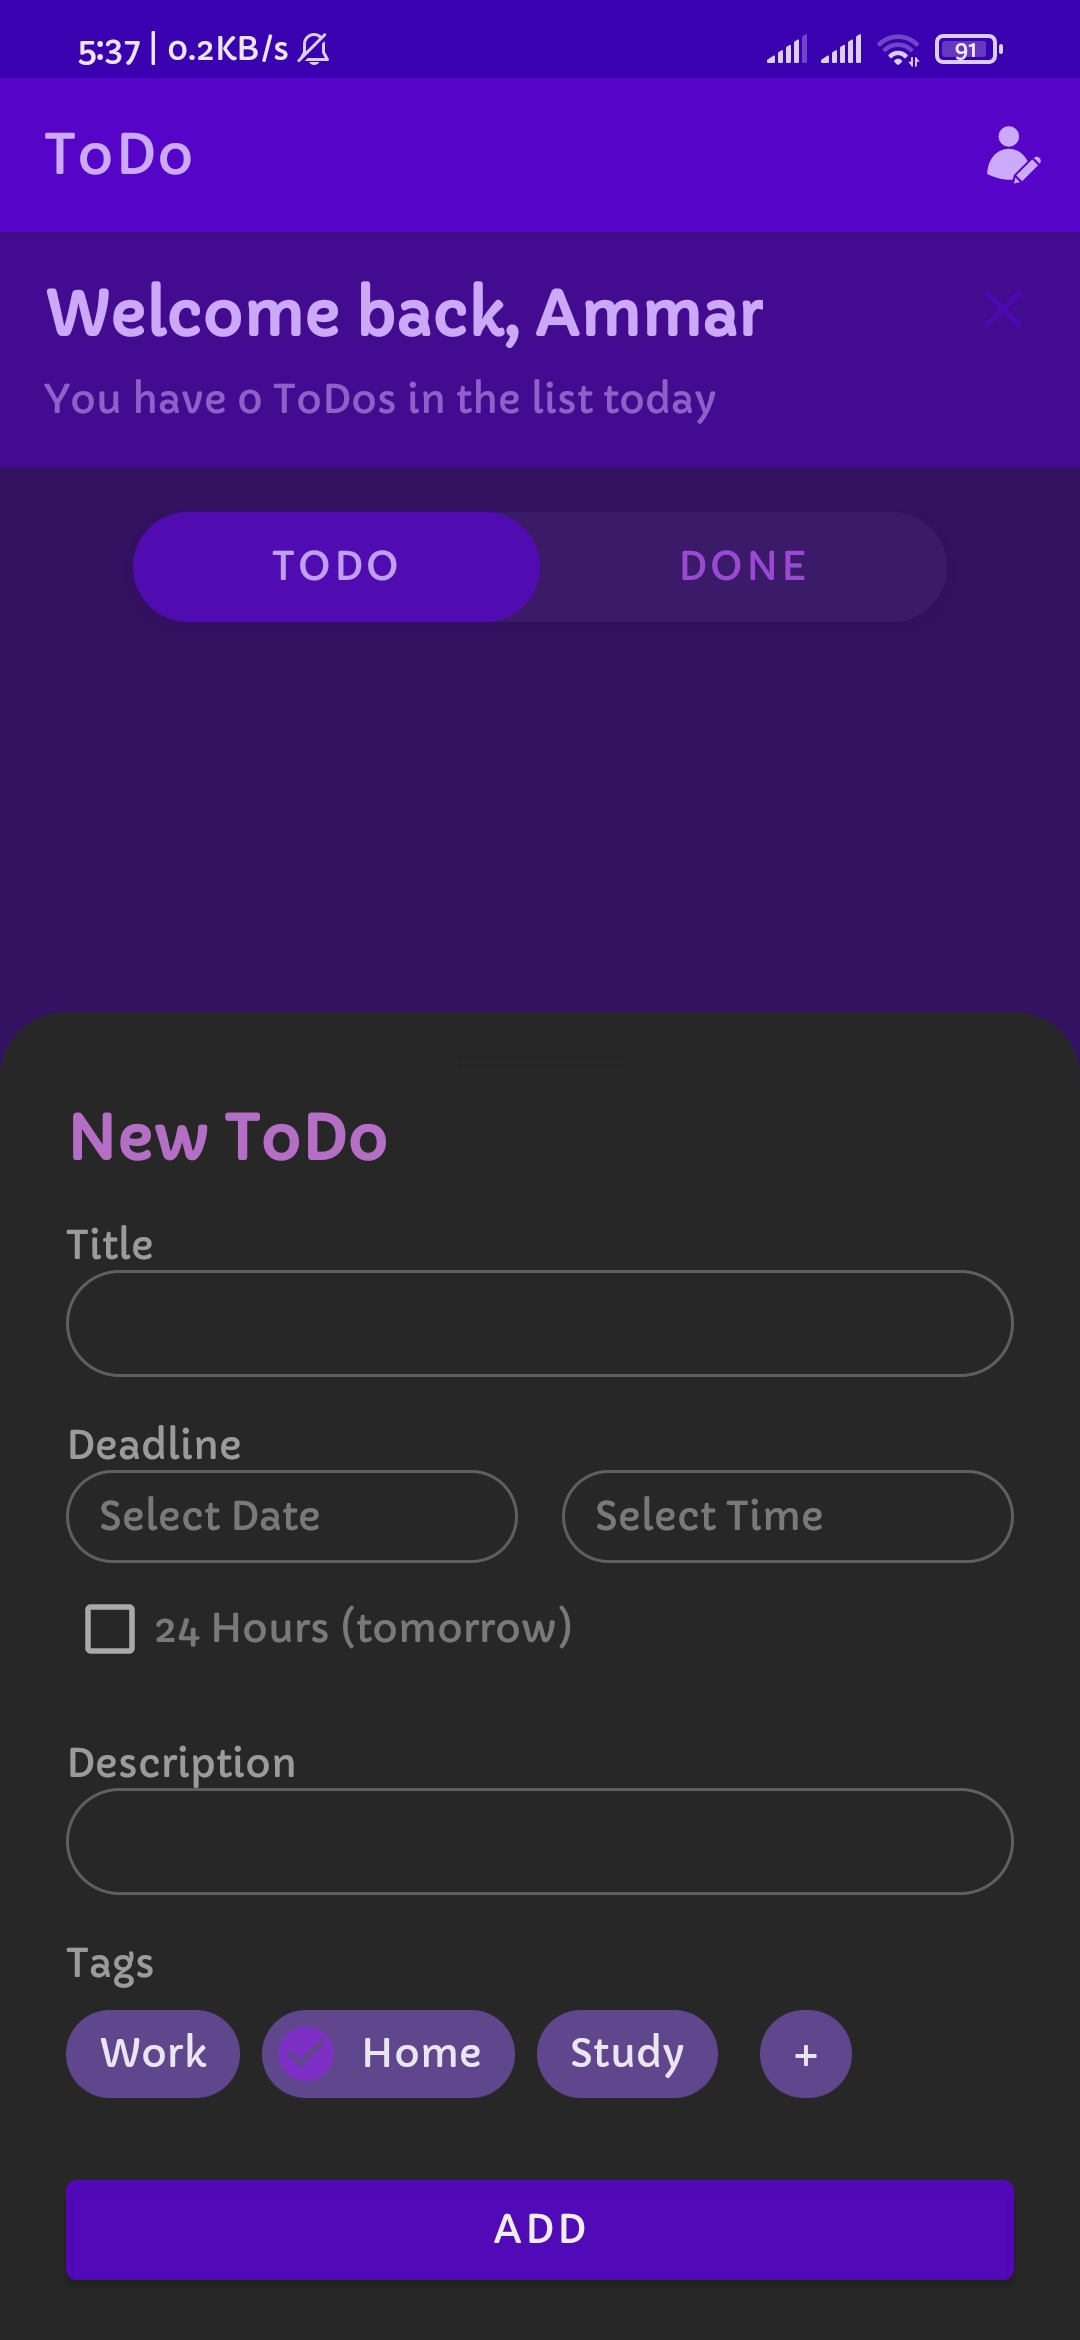 5:37 | 0.2KB/s 91
ToDo
Welcome back, Ammar
You have 0 ToDos in the list today
TODO DONE
New ToDo
Title
Deadline
Select Date Select Time
24 Hours (tomorrow)
Description
Tags
Work Home Study +
ADD